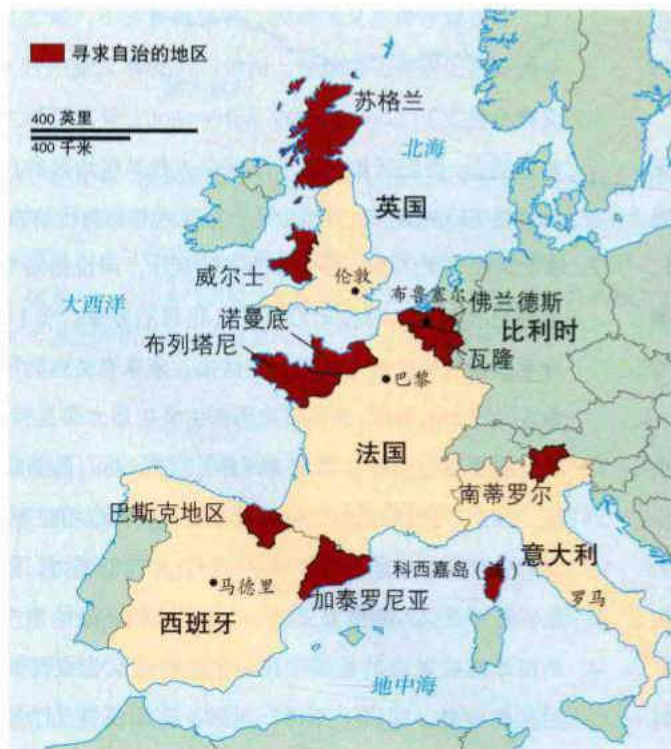 寻求自治的地区
400 英里
400 千米
苏格兰
北海
英国
威尔士
伦敦
大西洋
布鲁塞尔
佛兰德斯
诺曼底
比利时
布列塔尼
瓦隆
巴黎
法国
南蒂罗尔
巴斯克地区
意大利
科西嘉岛(法)
马德里
罗马
加泰罗尼亚
西班牙
地中海